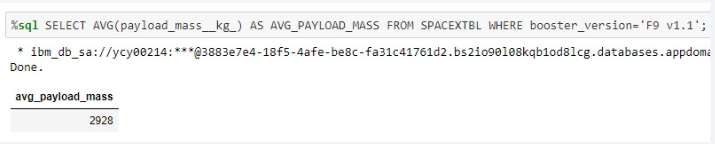 %sql SELECT AVG(payload_mass__kg_) AS AVG_PAYLOAD_MASS FROM SPACEXTBL WHERE booster_version='F9 v1.1';
* ibm_db_sa://ycy00214:***@3883e7e4-18f5-4afe-be8c-fa31c41761d2.bs2io90l08kqb1od8lcg.databases.appdoma
Done.
avg_payload_mass
2928